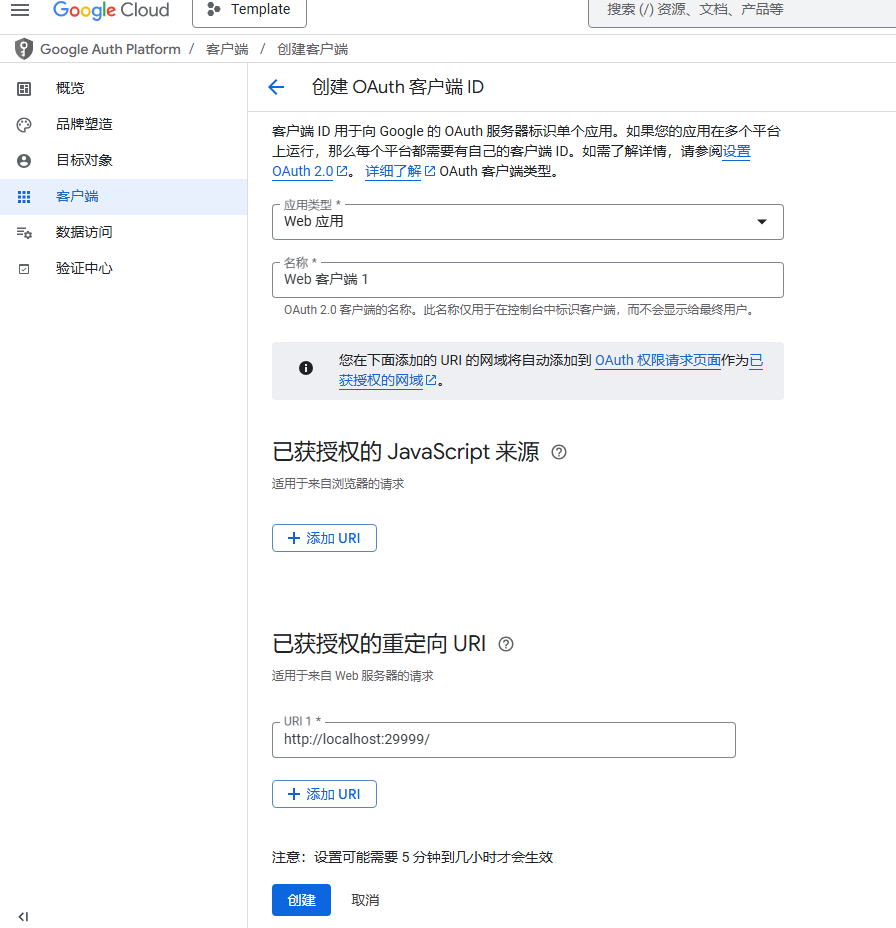 Google Cloud
Template
搜索 (/) 资源、文档、产品等
Google Auth Platform / 客户端 / 创建客户端
概览
品牌塑造
目标对象
客户端
数据访问
验证中心
创建 OAuth 客户端 ID
客户端 ID 用于向 Google 的 OAuth 服务器标识单个应用。如果您的应用在多个平台
上运行，那么每个平台都需要有自己的客户端 ID。如需了解详情，请参阅设置
OAuth 2.0。 详细了解 OAuth 客户端类型。
应用类型 *
Web 应用
名称 *
Web 客户端 1
OAuth 2.0 客户端的名称。此名称仅用于在控制台中标识客户端，而不会显示给最终用户。
您在下面添加的 URI 的网域将自动添加到 OAuth 权限请求页面作为已
获授权的网域。
已获授权的 JavaScript 来源
适用于来自浏览器的请求
+ 添加 URI
已获授权的重定向 URI
适用于来自 Web 服务器的请求
URI 1 *
http://localhost:29999/
+ 添加 URI
注意：设置可能需要 5 分钟到几小时才会生效
创建 取消